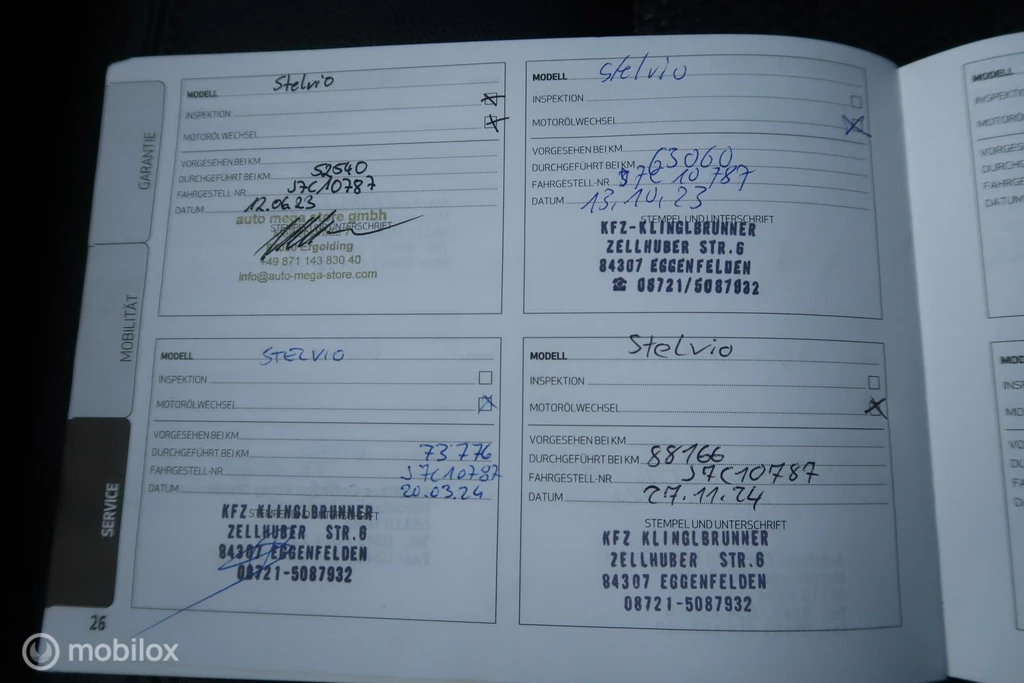 GARANTIE
MOBILITÄT
SERVICE
MODELL Stelvio
INSPEKTION
MOTORÖLWECHSEL
VORGESEHEN BEI KM
DURCHGEFÜHRT BEI KM 52540
FAHRGESTELL-NR. J7C10787
DATUM 12.06.23
auto mega store gmbh
STEMPEL UND UNTERSCHRIFT
Ergolding
+49 871 143 830 40
info@auto-mega-store.com
MODELL Stelvio
INSPEKTION
MOTORÖLWECHSEL
VORGESEHEN BEI KM
DURCHGEFÜHRT BEI KM 63060
FAHRGESTELL-NR. J7C10787
DATUM 13.10.23
STEMPEL UND UNTERSCHRIFT
KFZ-KLINGLBRUNNER
ZELLHUBER STR.6
84307 EGGENFELDEN
☎ 08721/5087932
MODELL STELVIO
INSPEKTION
MOTORÖLWECHSEL
VORGESEHEN BEI KM
DURCHGEFÜHRT BEI KM 73.776
FAHRGESTELL-NR. J7C10787
DATUM 20.03.24
KFZ KLINGLBRUNNER
ZELLHUBER STR.6
84307 EGGENFELDEN
08721-5087932
MODELL Stelvio
INSPEKTION
MOTORÖLWECHSEL
VORGESEHEN BEI KM
DURCHGEFÜHRT BEI KM 88166
FAHRGESTELL-NR. J7C10787
DATUM 27.11.24
STEMPEL UND UNTERSCHRIFT
KFZ KLINGLBRUNNER
ZELLHUBER STR.6
84307 EGGENFELDEN
08721-5087932
26
mobilox
MODELL